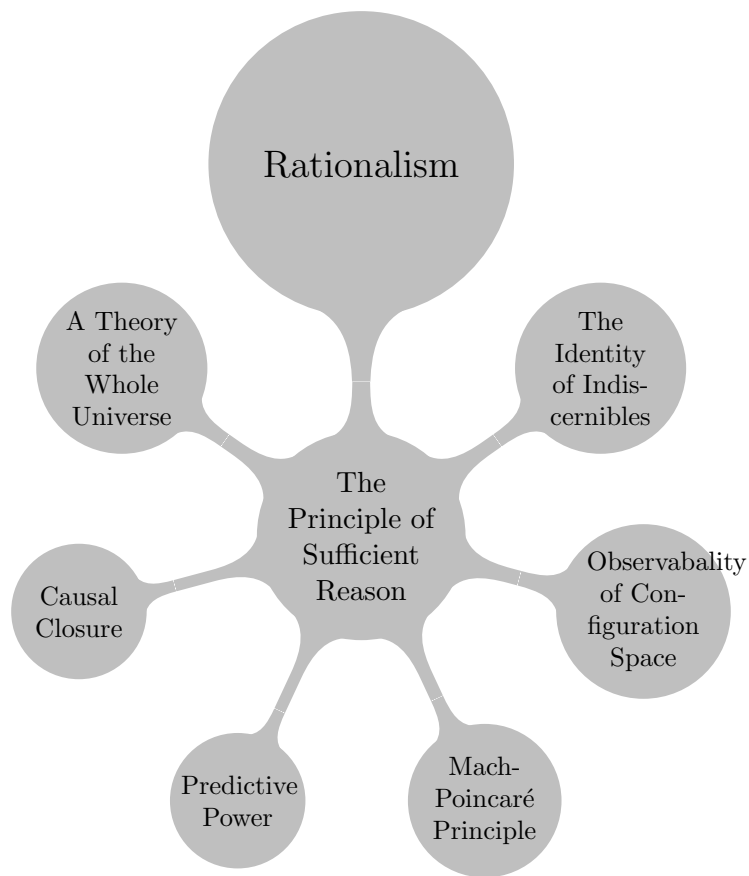 Rationalism
A Theory
of the
Whole
Universe
The
Identity
of Indis-
cernibles
The
Principle of
Sufficient
Reason
Causal
Closure
Observabality
of Con-
figuration
Space
Predictive
Power
Mach-
Poincaré
Principle